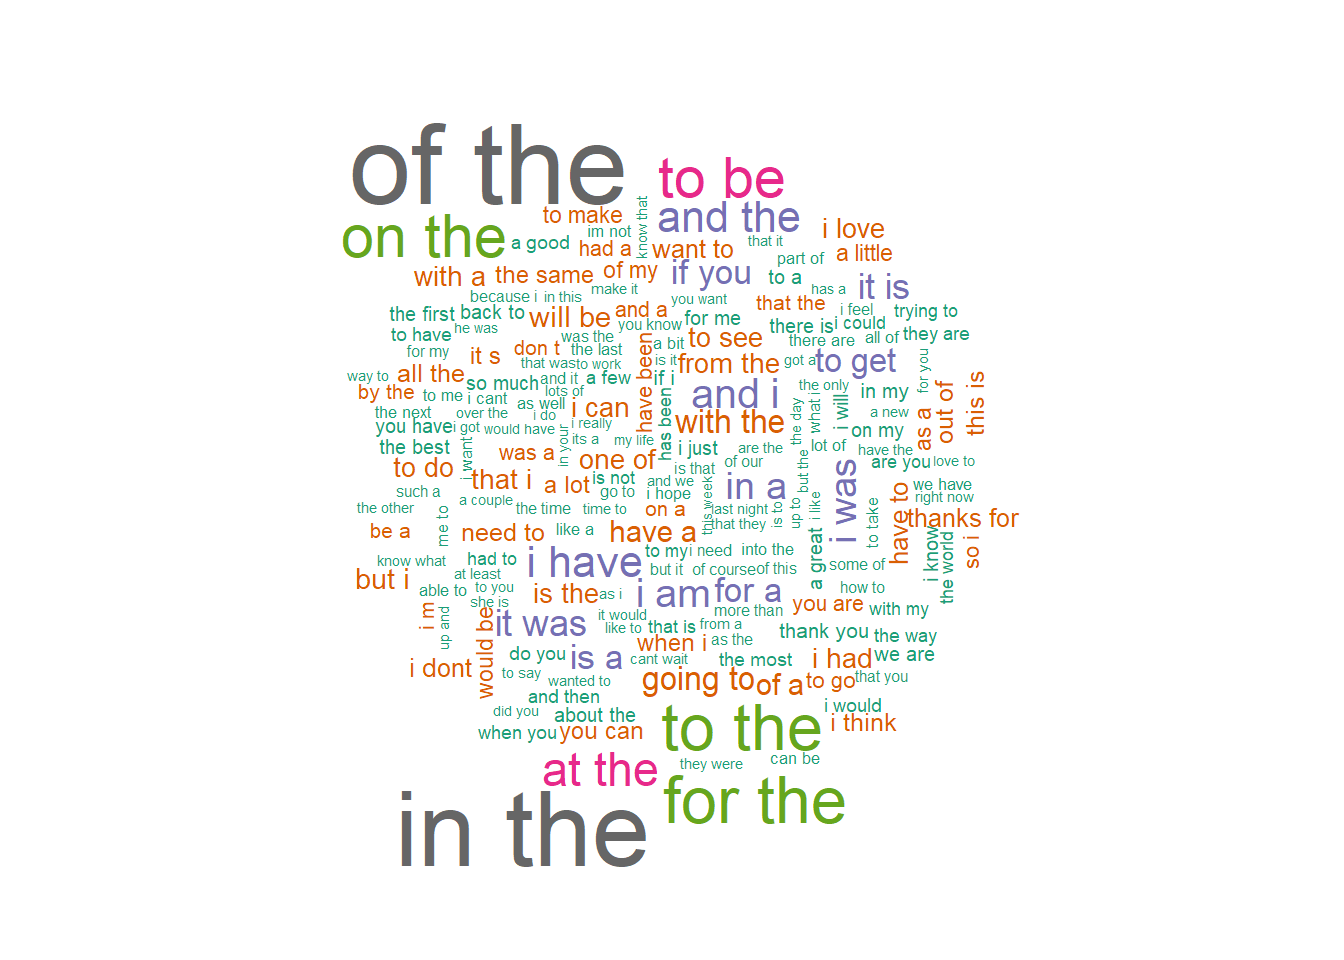 of the
to be
to make
know that
and the
on the
im not
i love
a good
had a
want to
that it
part of
a little
with a
the same
of my
if you
to a
it is
make it
has a
because i
in this
you want
that the
i feel
trying to
the first
back to
will be
and a
you know
for me
there is
i could
they are
to have
he was
was the
a bit
to see
there are
all of
for my
it s
don t
the last
have been
is it
from the
got a
to get
for you
that was
to work
way to
all the
so much
and it
a few
if i
and i
the only
in my
this is
by the
to me
i cant
lots of
as well
i can
has been
with the
the day
what i
i will
a new
as a
out of
the next
over the
i do
you have
i got
would have
i really
on my
the best
i want
was a
in your
its a
my life
i just
are the
but the
lot of
have the
to do
one of
is that
of our
are you
love to
that i
a lot
is not
and we
in a
i was
we have
such a
a couple
go to
i hope
this week
last night
is to
up to
i like
to take
have to
right now
the other
me to
the time
time to
on a
that they
thanks for
be a
need to
like a
have a
a great
i know
the world
so i
know what
had to
i have
to my
i need
into the
but i
at least
but it
of course
of this
some of
able to
to you
is the
as i
i am
for a
how to
she is
more than
you are
with my
i m
up and
would be
it was
it would
like to
that is
from a
thank you
the way
when i
as the
do you
is a
cant wait
the most
i had
we are
i dont
to say
wanted to
going to
of a
to go
that you
and then
did you
about the
i would
when you
you can
to the
i think
at the
they were
can be
in the
for the